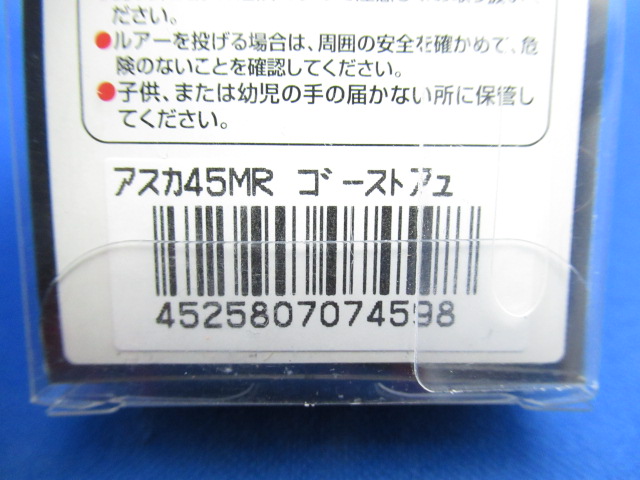 ださい。
●ルアーを投げる場合は、周囲の安全を確かめて、危
険のないことを確認してください。
●子供、または幼児の手の届かない所に保管し
てください。
アスカ45MR ゴーストアユ
4525807074598